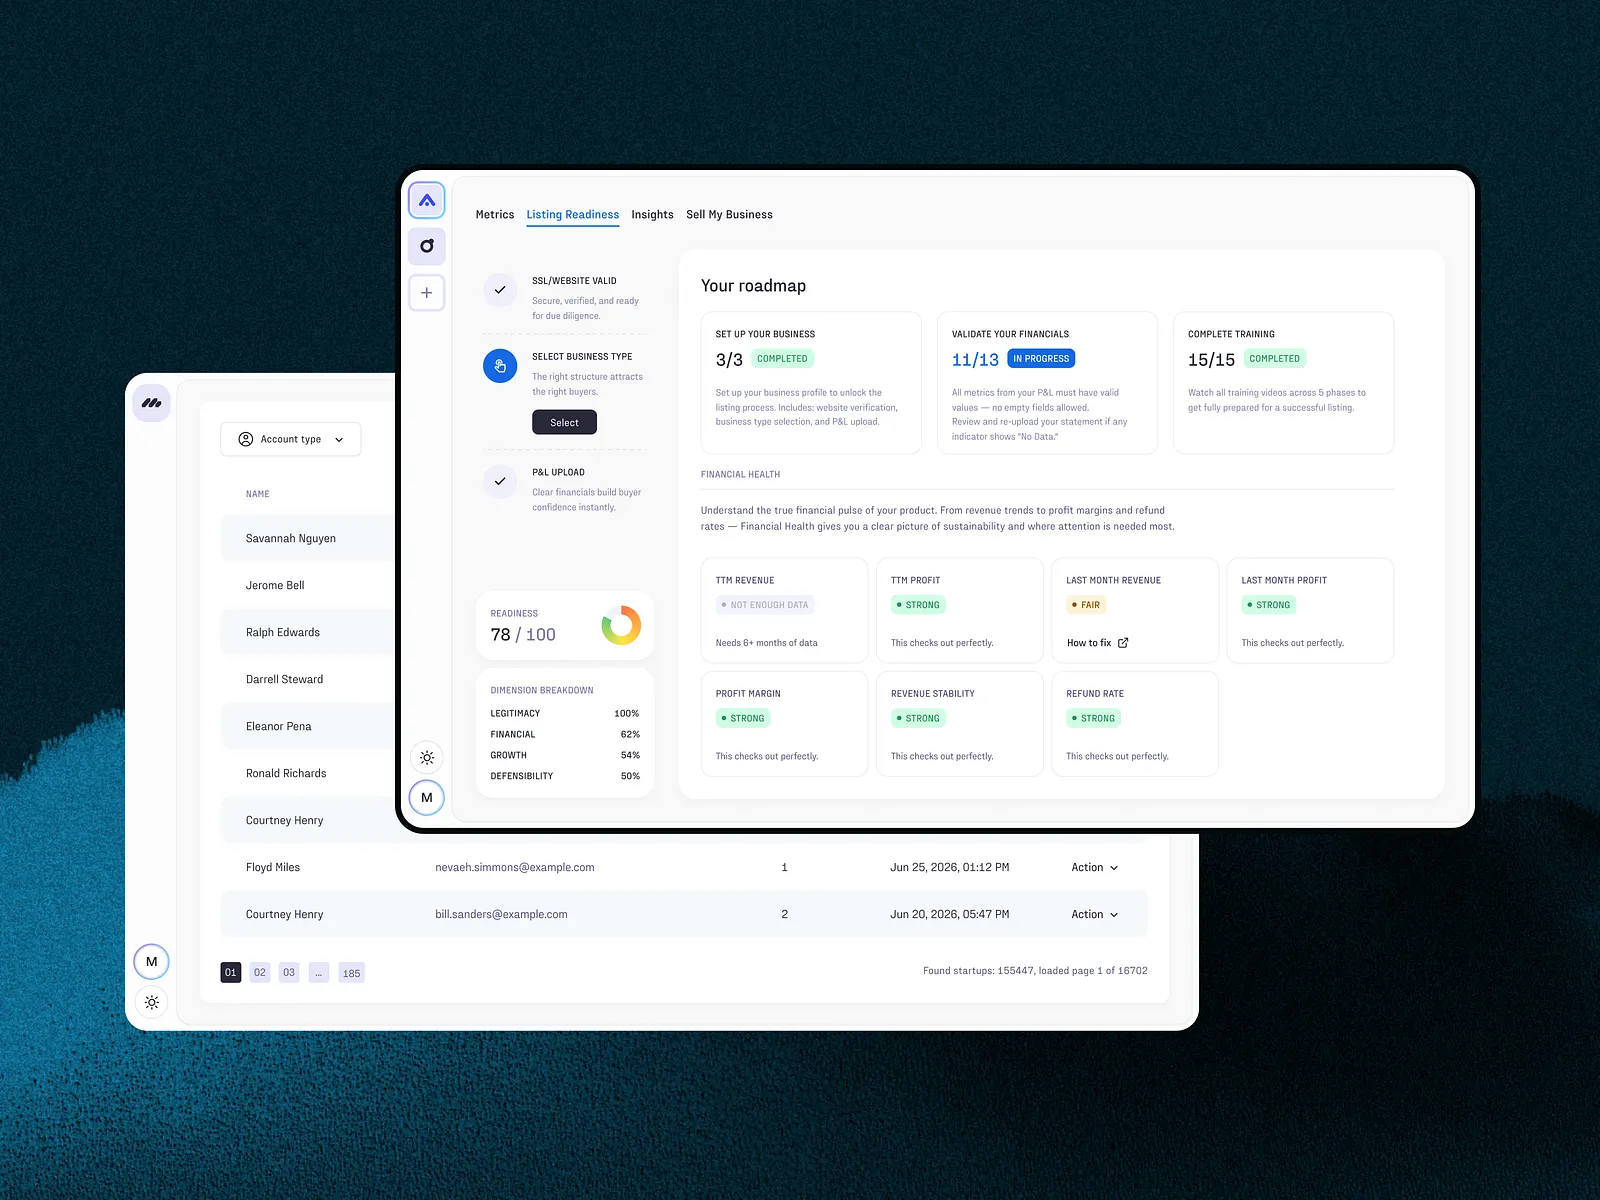 Metrics Listing Readiness Insights Sell My Business
SSL/WEBSITE VALID
Secure, verified, and ready
for due diligence.
SELECT BUSINESS TYPE
The right structure attracts
the right buyers.
Select
P&L UPLOAD
Clear financials build buyer
confidence instantly.
READINESS
78 / 100
DIMENSION BREAKDOWN
LEGITIMACY 100%
FINANCIAL 62%
GROWTH 54%
DEFENSIBILITY 50%
M
Your roadmap
SET UP YOUR BUSINESS
3/3 COMPLETED
Set up your business profile to unlock the
listing process. Includes: website verification,
business type selection, and P&L upload.
VALIDATE YOUR FINANCIALS
11/13 IN PROGRESS
All metrics from your P&L must have valid
values — no empty fields allowed.
Review and re-upload your statement if any
indicator shows "No Data."
COMPLETE TRAINING
15/15 COMPLETED
Watch all training videos across 5 phases to
get fully prepared for a successful listing.
FINANCIAL HEALTH
Understand the true financial pulse of your product. From revenue trends to profit margins and refund
rates — Financial Health gives you a clear picture of sustainability and where attention is needed most.
TTM REVENUE
NOT ENOUGH DATA
Needs 6+ months of data
TTM PROFIT
STRONG
This checks out perfectly.
LAST MONTH REVENUE
FAIR
How to fix
LAST MONTH PROFIT
STRONG
This checks out perfectly.
PROFIT MARGIN
STRONG
This checks out perfectly.
REVENUE STABILITY
STRONG
This checks out perfectly.
REFUND RATE
STRONG
This checks out perfectly.
Account type
NAME
Savannah Nguyen
Jerome Bell
Ralph Edwards
Darrell Steward
Eleanor Pena
Ronald Richards
Courtney Henry
Floyd Miles nevaeh.simmons@example.com 1 Jun 25, 2026, 01:12 PM Action
Courtney Henry bill.sanders@example.com 2 Jun 20, 2026, 05:47 PM Action
M
01 02 03 ... 185
Found startups: 155447, loaded page 1 of 16702